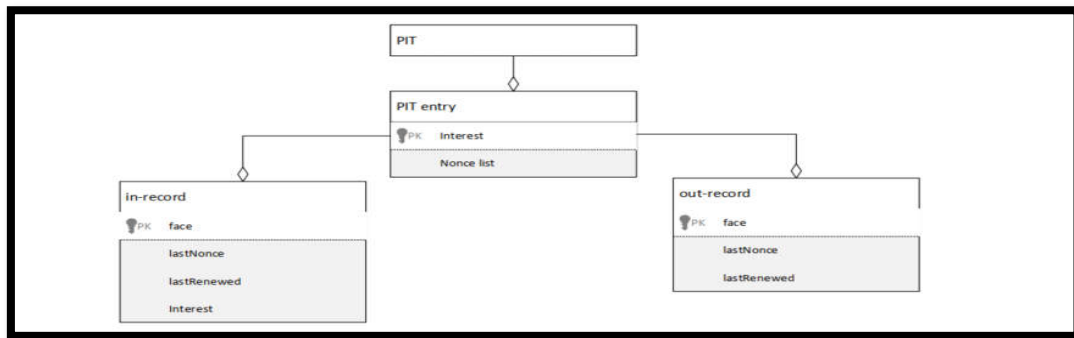 PIT
PIT entry
PK Interest
Nonce list
in-record
PK face
lastNonce
lastRenewed
Interest
out-record
PK face
lastNonce
lastRenewed